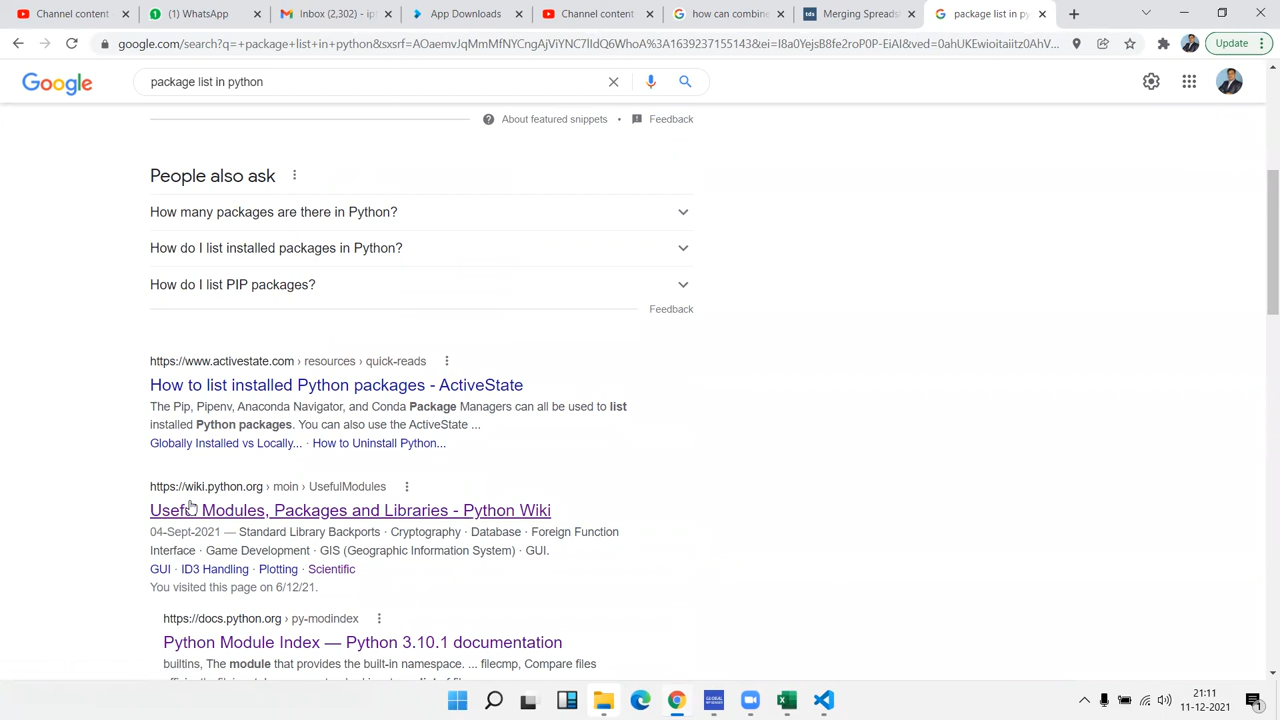 Channel content
(1) WhatsApp
Inbox (2,302) - ip
App Downloads
Channel content
how can combine
tds
Merging Spreads
package list in py
google.com/search?q=+package+list+in+python&sxsrf=AOaemvJqMcMfNYCngAjViYNC7lIdQ6WhoA%3A1639237155143&ei=I8a0YejsB8fe2roP0P-EiAI&ved=0ahUKEwioitaiitz0AhV...
Update
Google
package list in python
About featured snippets • Feedback
People also ask
How many packages are there in Python?
How do I list installed packages in Python?
How do I list PIP packages?
Feedback
https://www.activestate.com › resources › quick-reads
How to list installed Python packages - ActiveState
The Pip, Pipenv, Anaconda Navigator, and Conda Package Managers can all be used to list
installed Python packages. You can also use the ActiveState ...
Globally Installed vs Locally... · How to Uninstall Python...
https://wiki.python.org › moin › UsefulModules
Useful Modules, Packages and Libraries - Python Wiki
04-Sept-2021 — Standard Library Backports · Cryptography · Database · Foreign Function
Interface · Game Development · GIS (Geographic Information System) · GUI.
GUI · ID3 Handling · Plotting · Scientific
You visited this page on 6/12/21.
https://docs.python.org › py-modindex
Python Module Index — Python 3.10.1 documentation
builtins, The module that provides the built-in namespace. ... filecmp, Compare files
21:11
11-12-2021